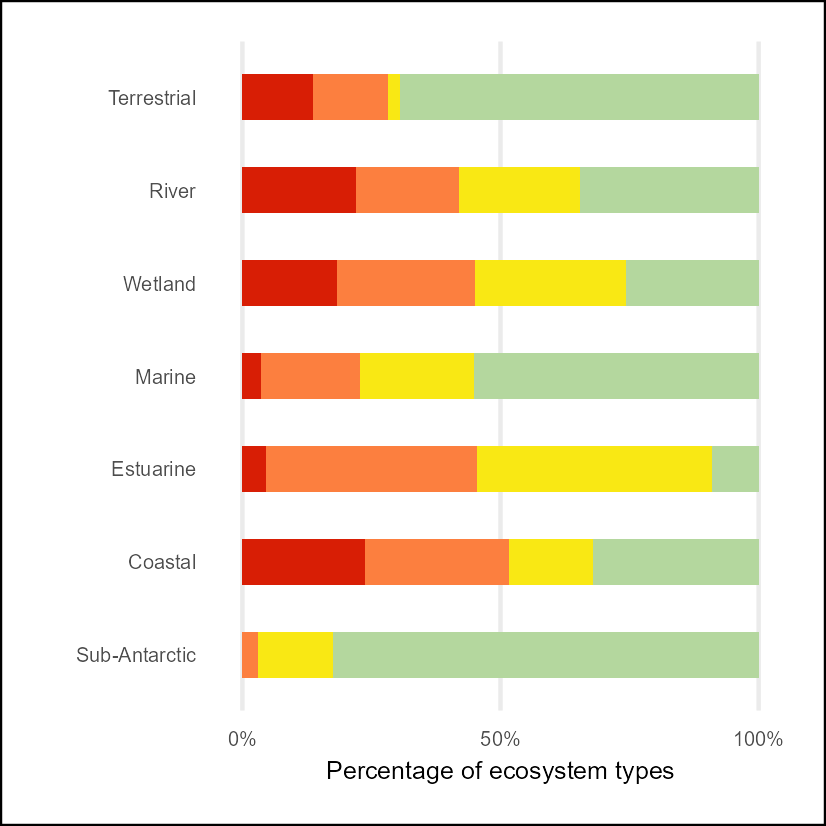 Terrestrial
River
Wetland
Marine
Estuarine
Coastal
Sub-Antarctic
0% 50% 100%
Percentage of ecosystem types